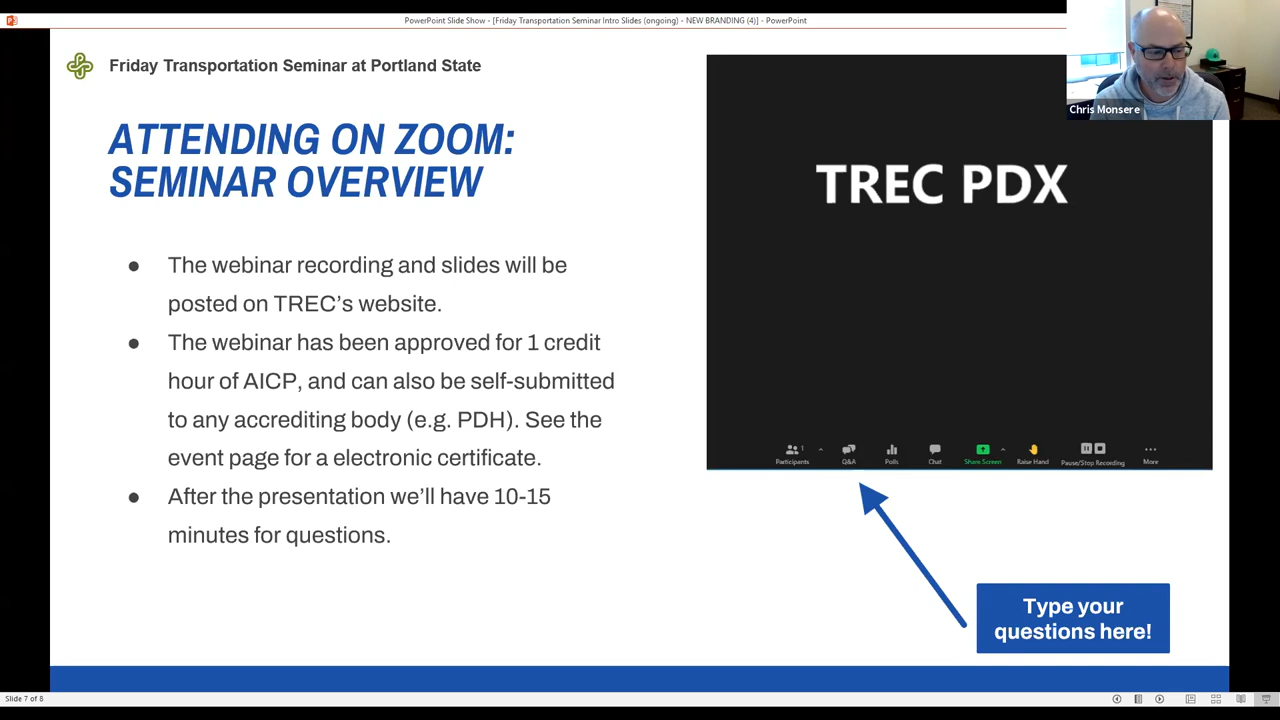 PowerPoint Slide Show - [Friday Transportation Seminar Intro Slides (ongoing) - NEW BRANDING (4)] - PowerPoint
Friday Transportation Seminar at Portland State
Chris Monsere
ATTENDING ON ZOOM:
SEMINAR OVERVIEW
TREC PDX
● The webinar recording and slides will be
posted on TREC’s website.
● The webinar has been approved for 1 credit
hour of AICP, and can also be self-submitted
to any accrediting body (e.g. PDH). See the
event page for a electronic certificate.
● After the presentation we’ll have 10-15
minutes for questions.
1
Participants Q&A Polls Chat Share Screen Raise Hand Pause/Stop Recording More
Type your
questions here!
Slide 7 of 8